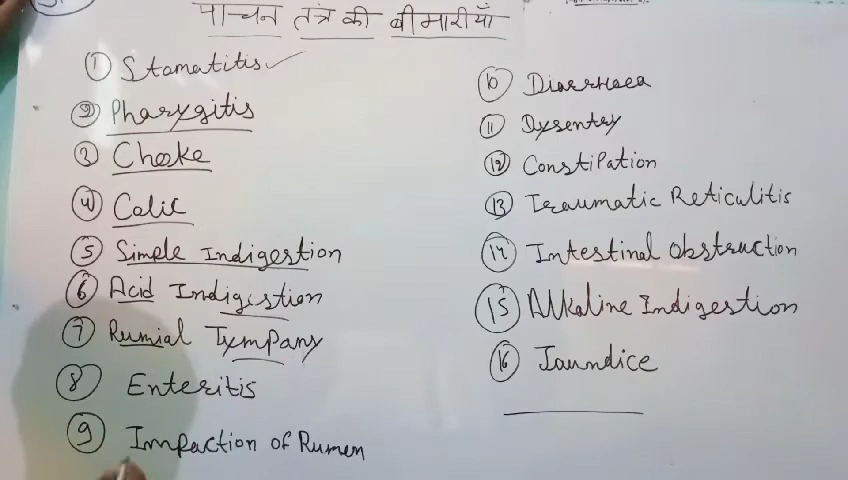 पाचन तंत्र की बीमारीयाँ
① Stomatitis ✓
② Pharygitis
③ Choke
④ Colic
⑤ Simple Indigestion
⑥ Acid Indigistion
⑦ Rumial Tympany
⑧ Enteritis
⑨ Impaction of Rumen
⑩ Diarrhoea
⑪ Dysentry
⑫ Constipation
⑬ Traumatic Reticulitis
⑭ Intestinal obstruction
⑮ Alkaline Indigestion
⑯ Jaundice